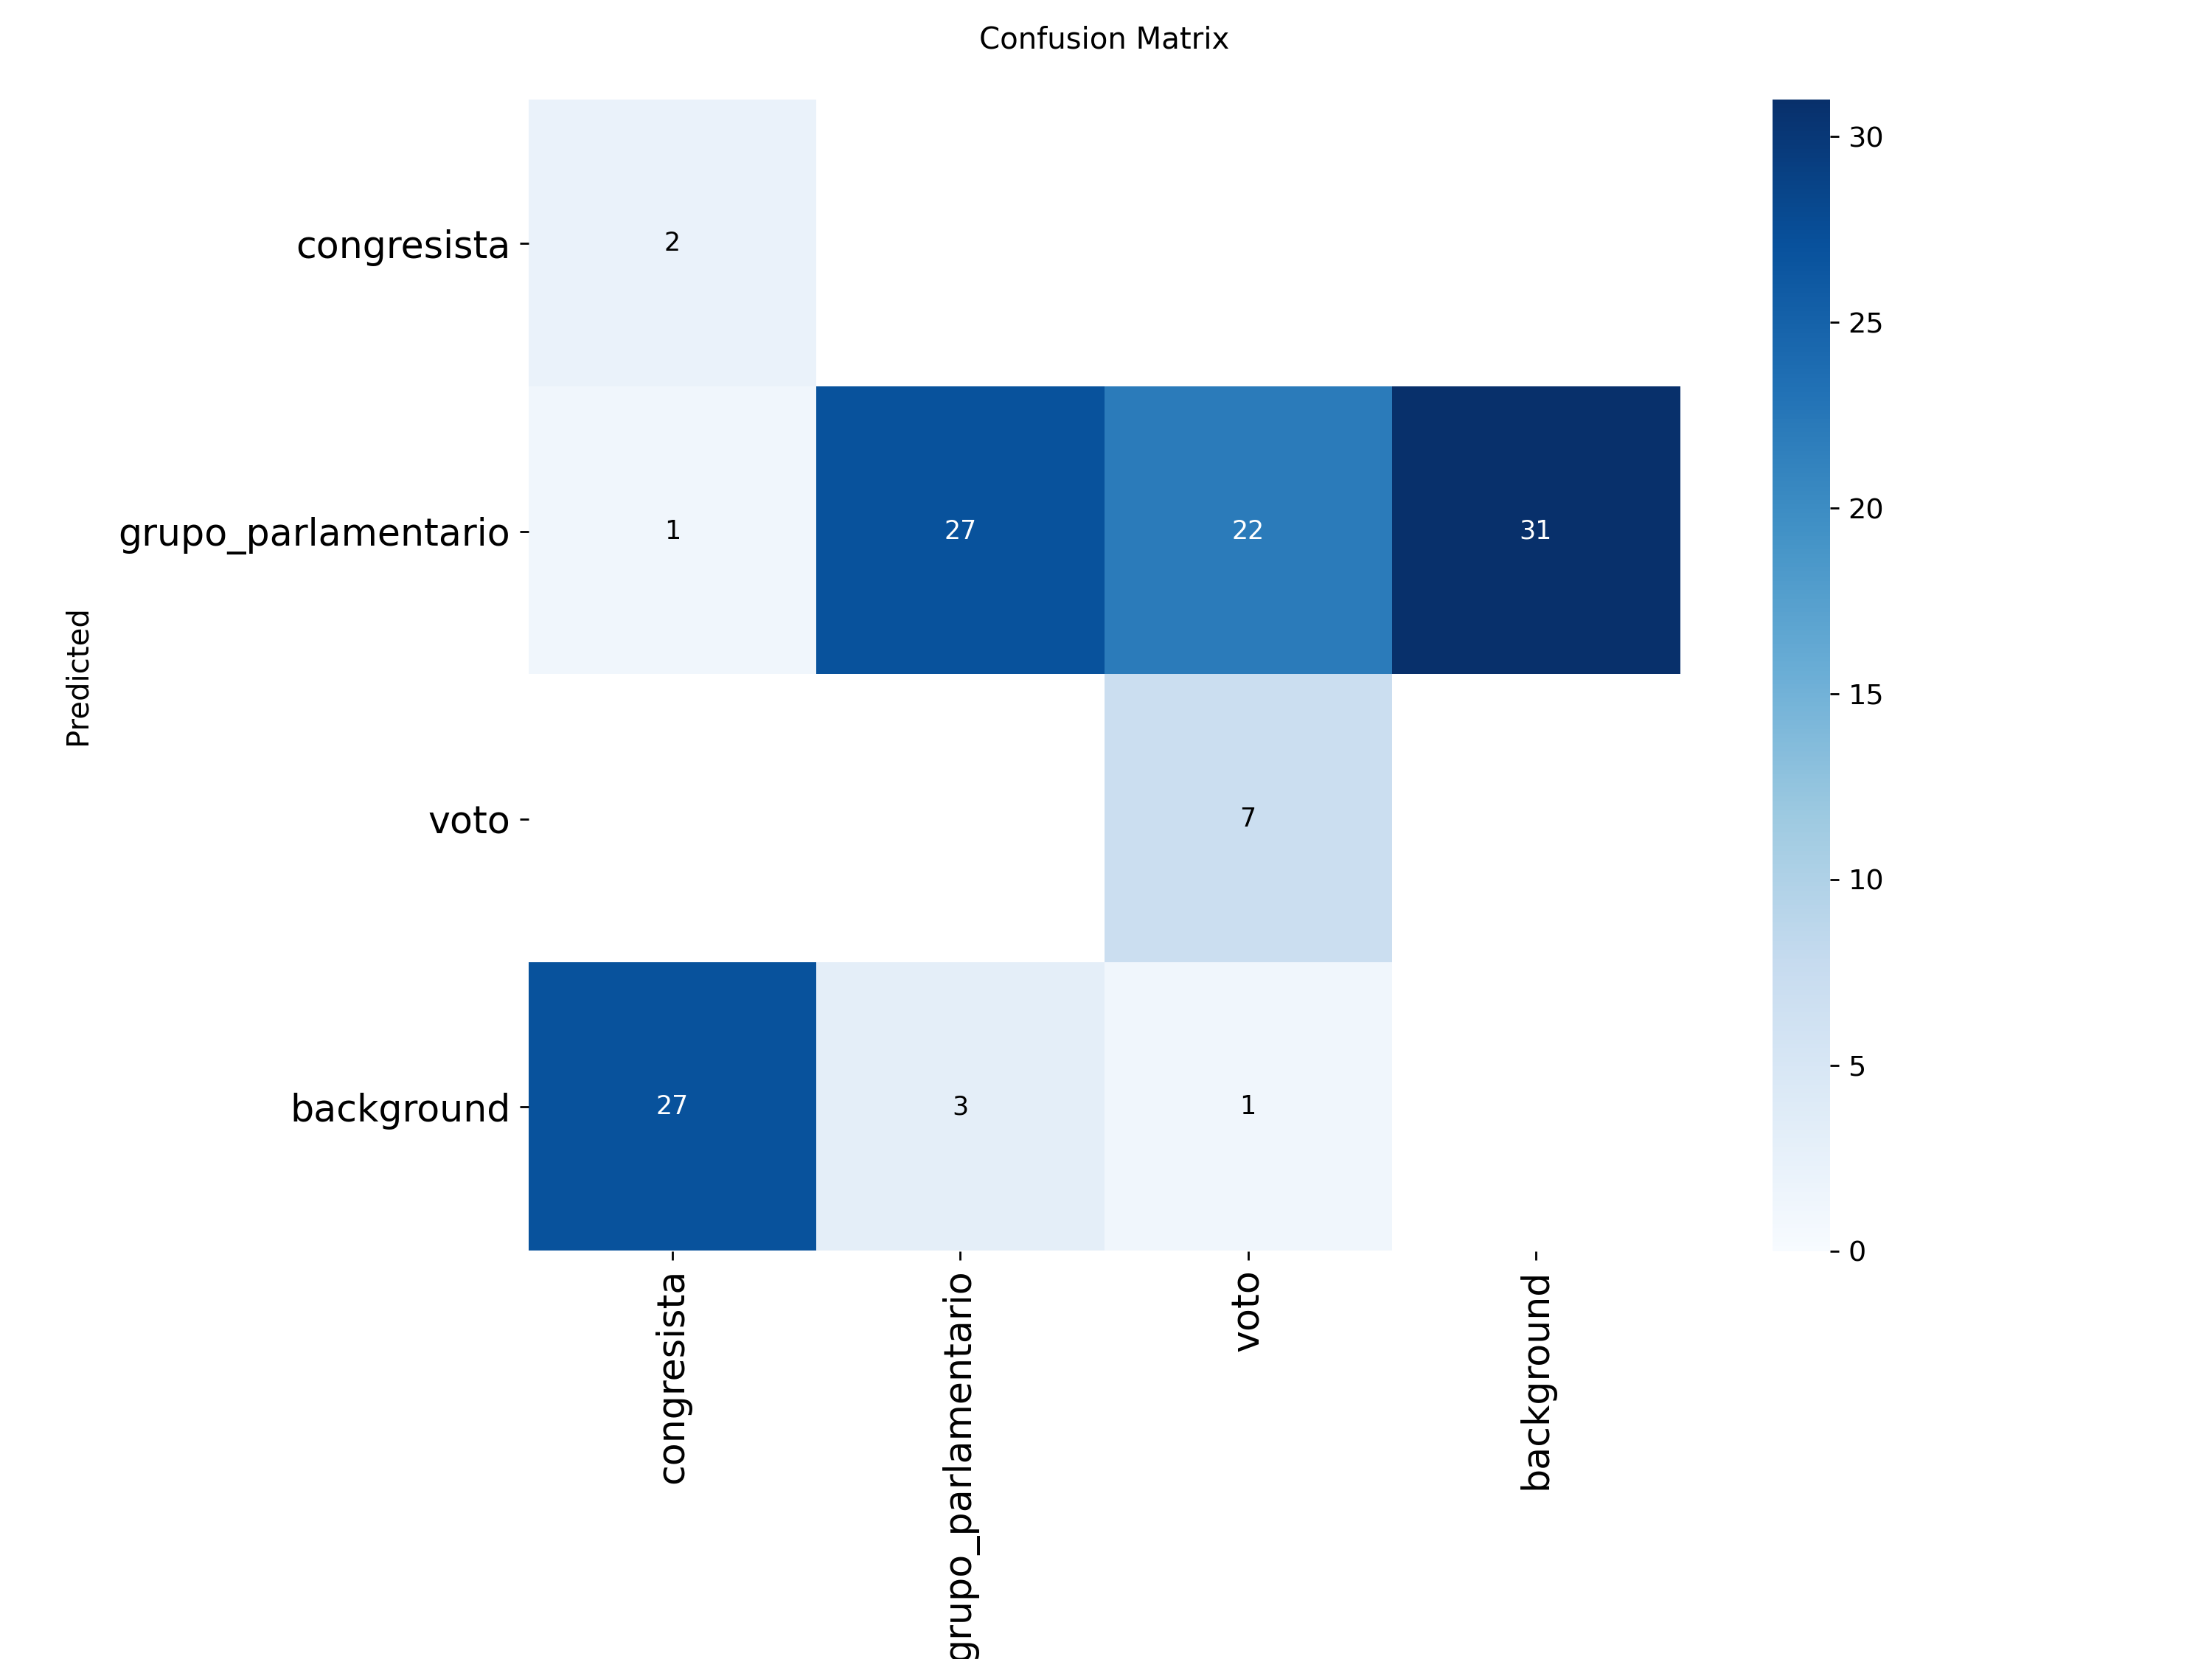 Confusion Matrix
Predicted
congresista
2
grupo_parlamentario
1
27
22
31
voto
7
background
27
3
1
congresista
grupo_parlamentario
voto
background
30
25
20
15
10
5
0